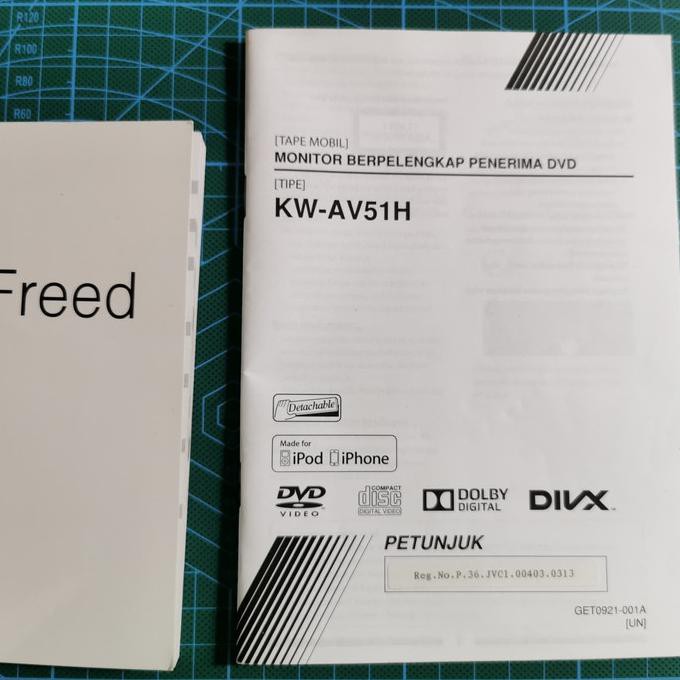 R120
R100
R80
R60
Freed
[TAPE MOBIL]
MONITOR BERPELENGKAP PENERIMA DVD
[TIPE]
KW-AV51H
Detachable
Made for
iPod iPhone
DVD
VIDEO
COMPACT
disc
DIGITAL VIDEO
DOLBY
DIGITAL
DIVX
PETUNJUK
Reg.No.P.36.JVC1.00403.0313
GET0921-001A
[UN]